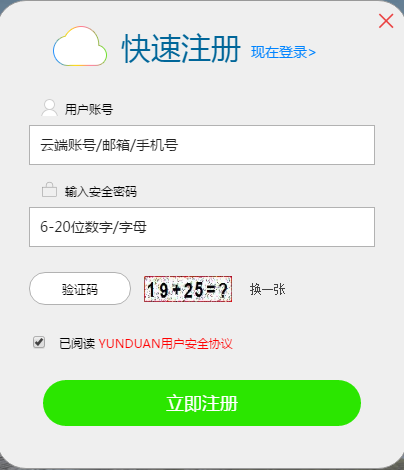 快速注册 现在登录>
用户账号
云端账号/邮箱/手机号
输入安全密码
6-20位数字/字母
验证码 19+25=? 换一张
已阅读 YUNDUAN用户安全协议
立即注册